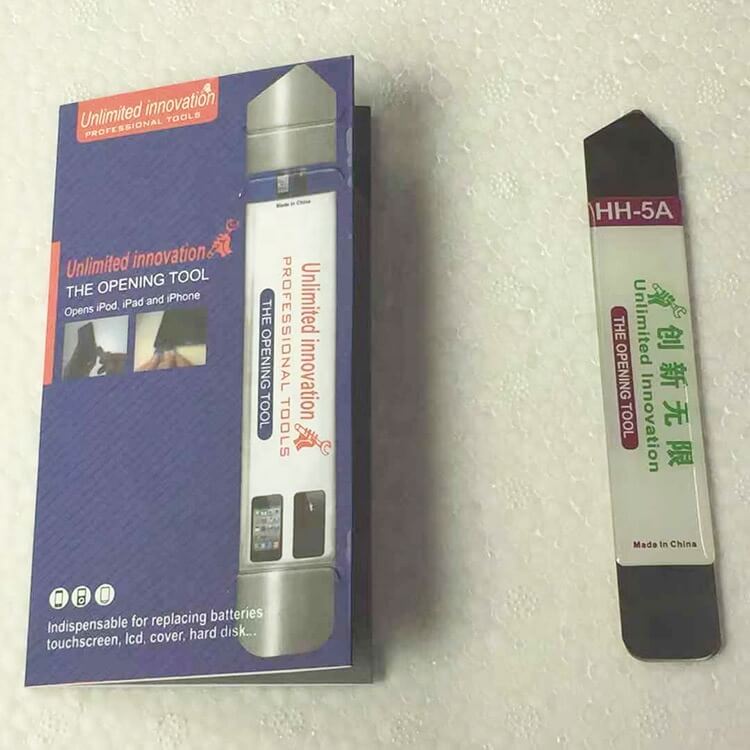 Unlimited innovation
PROFESSIONAL TOOLS
Unlimited innovation
THE OPENING TOOL
Opens iPod, iPad and iPhone
Indispensable for replacing batteries
touchscreen, lcd, cover, hard disk...
Made in China
Unlimited innovation
PROFESSIONAL TOOLS
THE OPENING TOOL
HH-5A
创新无限
Unlimited Innovation
THE OPENING TOOL
Made in China